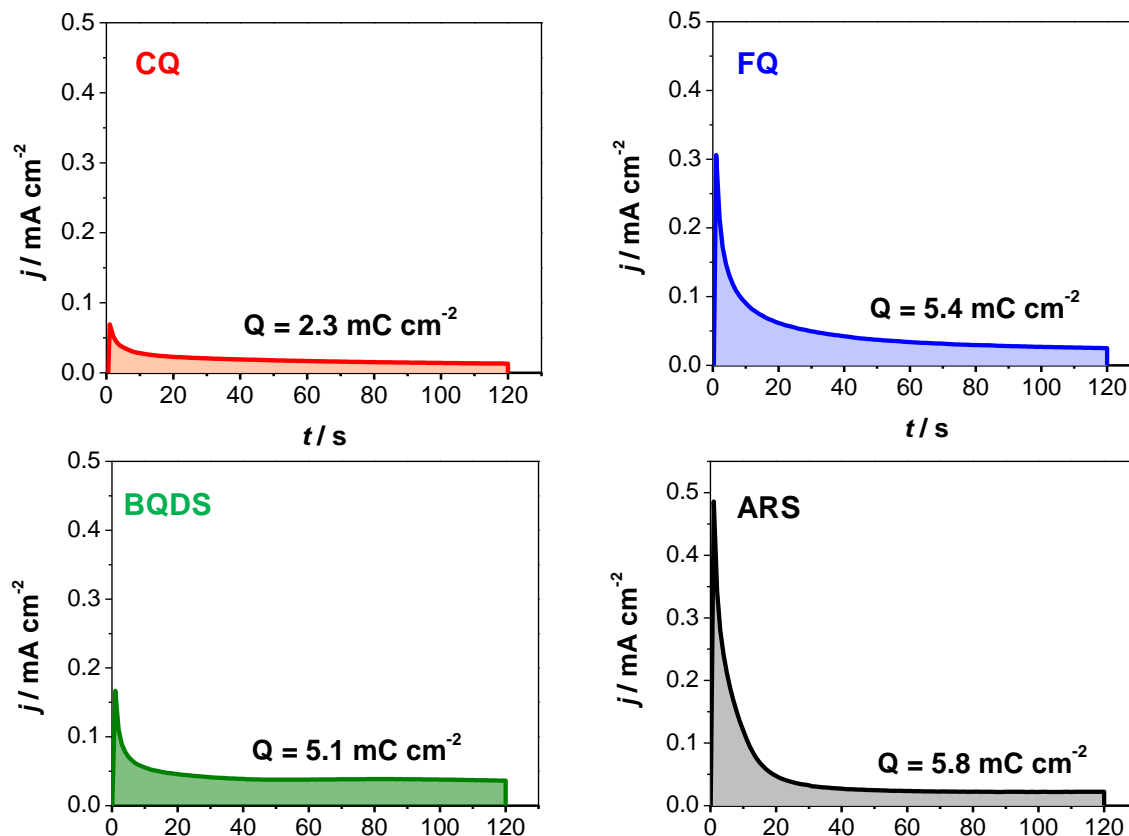 CQ
0.5
0.4
0.3
0.2
0.1
0.0
j / mA cm⁻²
Q = 2.3 mC cm⁻²
0 20 40 60 80 100 120
t / s
FQ
0.5
0.4
0.3
0.2
0.1
0.0
j / mA cm⁻²
Q = 5.4 mC cm⁻²
0 20 40 60 80 100 120
t / s
BQDS
0.5
0.4
0.3
0.2
0.1
0.0
j / mA cm⁻²
Q = 5.1 mC cm⁻²
0 20 40 60 80 100 120
ARS
0.5
0.4
0.3
0.2
0.1
0.0
j / mA cm⁻²
Q = 5.8 mC cm⁻²
0 20 40 60 80 100 120